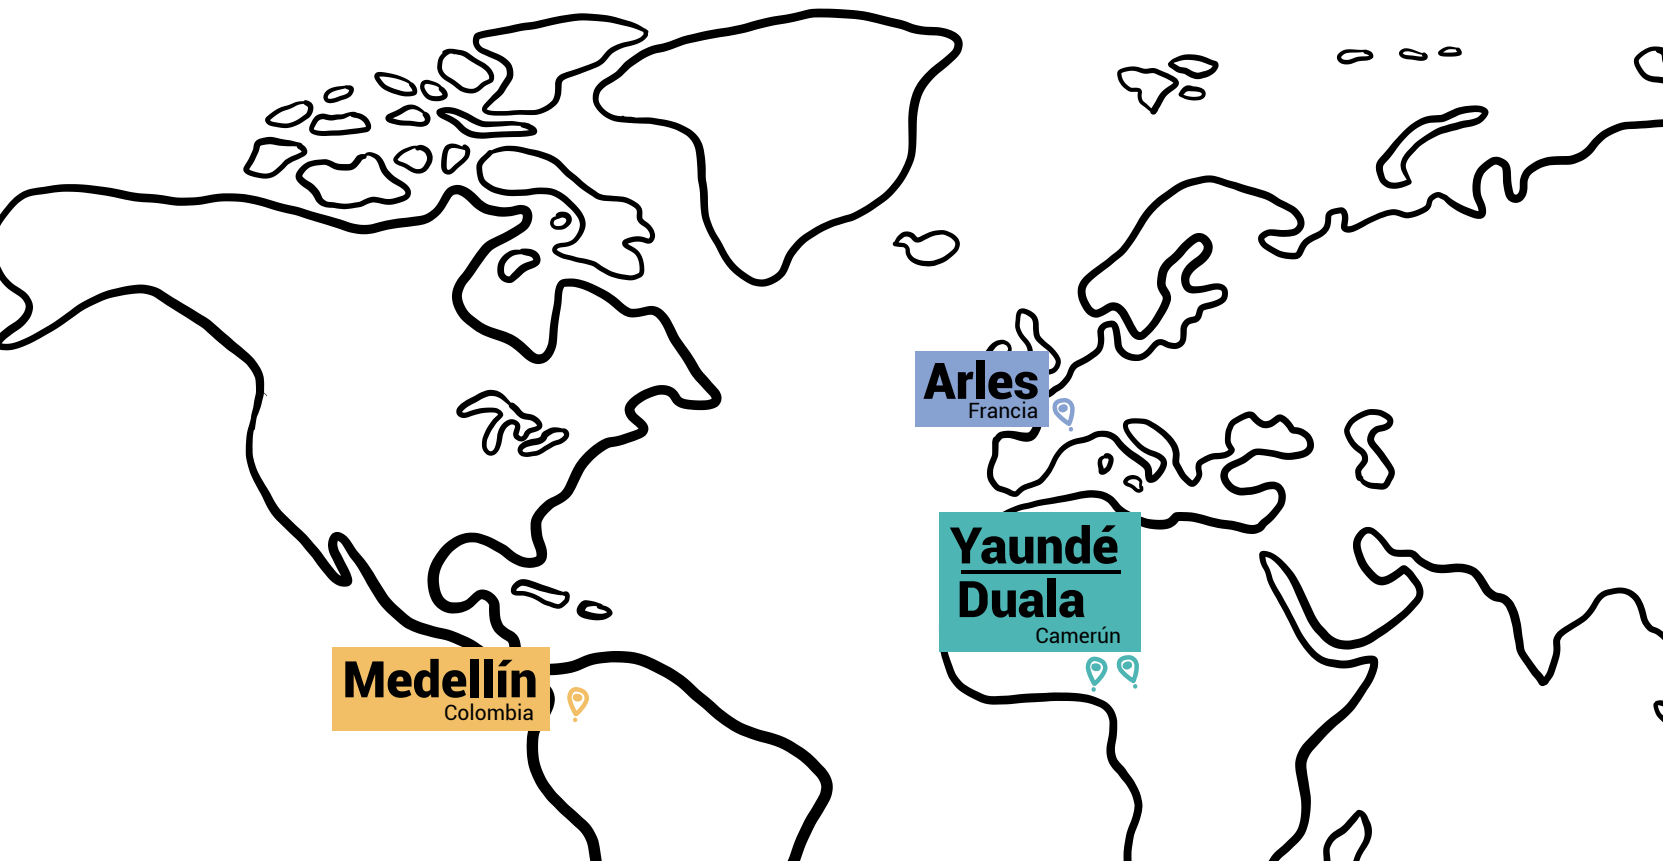 Arles
Francia
Yaundé
Duala
Camerún
Medellín
Colombia